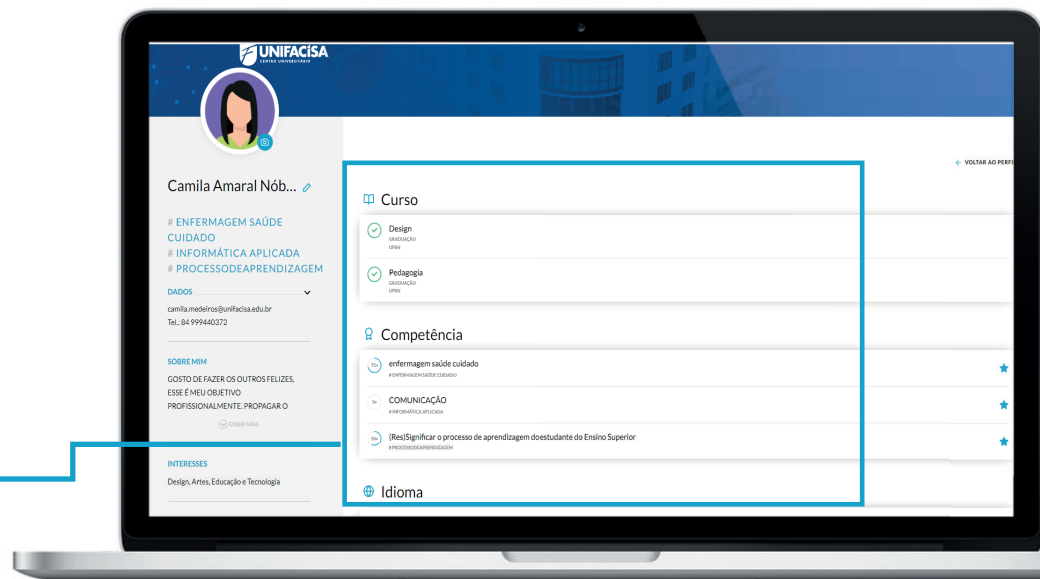 UNIFACISA
CENTRO UNIVERSITÁRIO
VOLTAR AO PERFI
Camila Amaral Nób...
# ENFERMAGEM SAÚDE
CUIDADO
# INFORMÁTICA APLICADA
# PROCESSODEAPRENDIZAGEM
DADOS
camila.medeiros@unifacisa.edu.br
Tel.: 84 999440372
SOBRE MIM
GOSTO DE FAZER OS OUTROS FELIZES,
ESSE É MEU OBJETIVO
PROFISSIONALMENTE. PROPAGAR O
EXIBIR MAIS
INTERESSES
Design, Artes, Educação e Tecnologia
Curso
Design
GRADUAÇÃO
UFRN
Pedagogia
GRADUAÇÃO
UFRN
Competência
enfermagem saúde cuidado
# ENFERMAGEM SAÚDE CUIDADO
COMUNICAÇÃO
# INFORMÁTICA APLICADA
(Res)Significar o processo de aprendizagem doestudante do Ensino Superior
# PROCESSODEAPRENDIZAGEM
Idioma